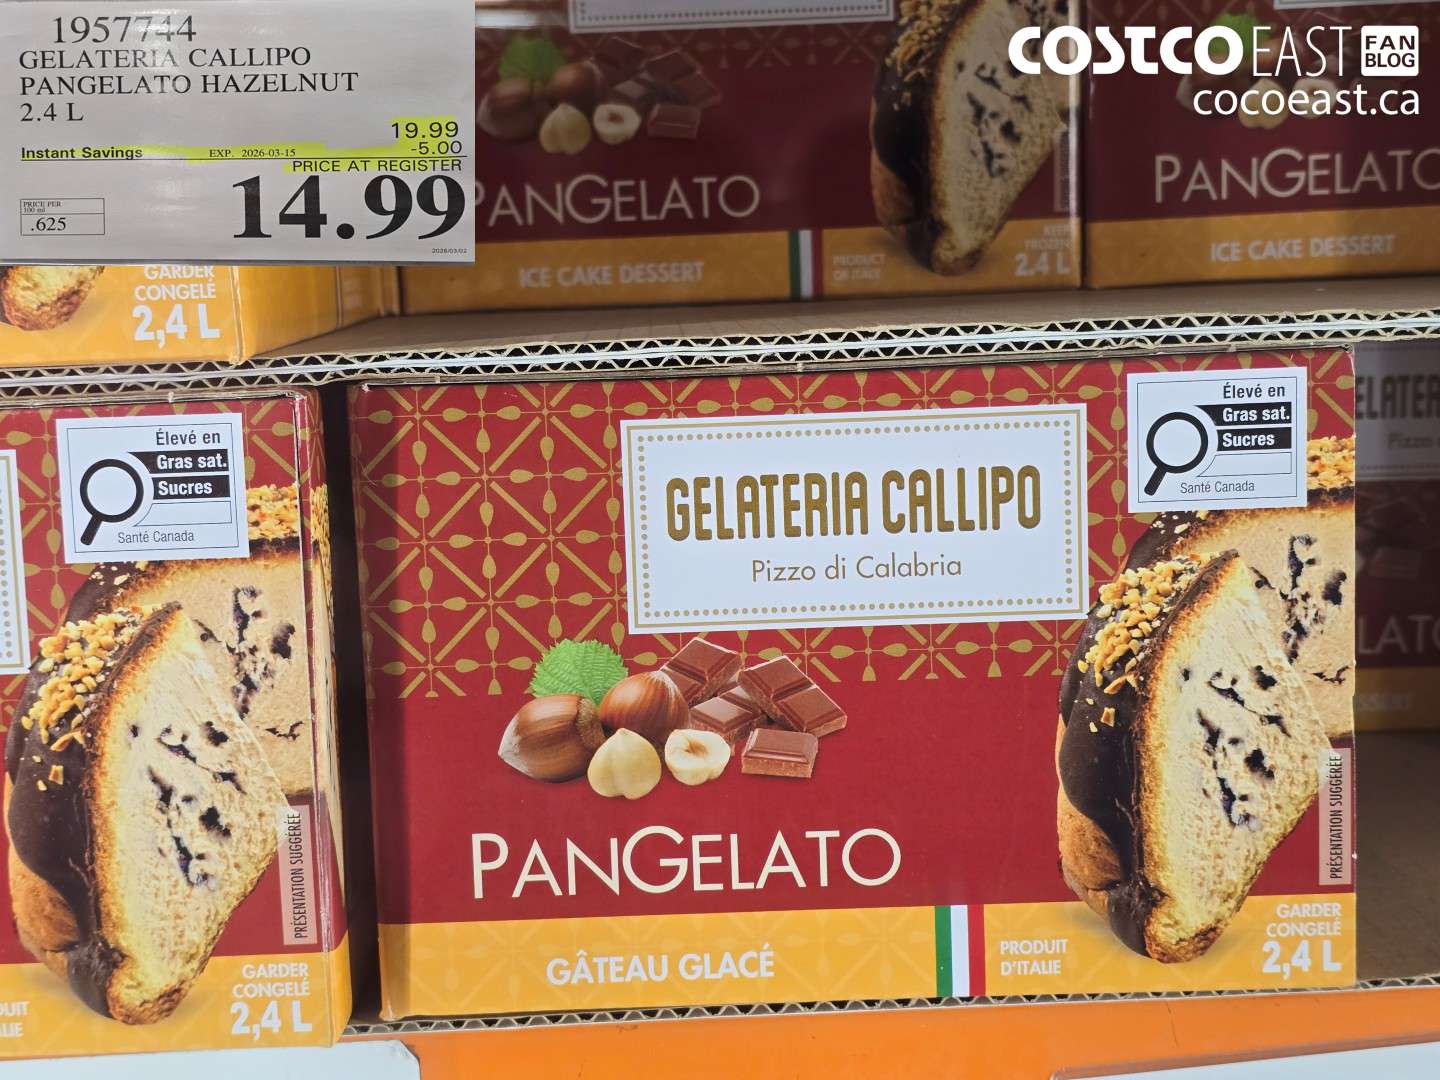 1957744
GELATERIA CALLIPO
PANGELATO HAZELNUT
2.4 L
19.99
Instant Savings EXP. 2026-03-15 -5.00
PRICE AT REGISTER
14.99
PRICE PER
100 ml
.625
2026/03/02
COSTCO EAST FAN BLOG
cocoeast.ca
PANGELATO
ICE CAKE DESSERT
PRODUCT
OF ITALY
KEEP
FROZEN
2.4 L
PANGELATO
ICE CAKE DESSERT
GARDER
CONGELÉ
2,4 L
Élevé en
Gras sat.
Sucres
Santé Canada
PRÉSENTATION SUGGÉRÉE
GARDER
CONGELÉ
2,4 L
GELATERIA CALLIPO
Pizzo di Calabria
Élevé en
Gras sat.
Sucres
Santé Canada
PANGELATO
PRÉSENTATION SUGGÉRÉE
GÂTEAU GLACÉ
PRODUIT
D'ITALIE
GARDER
CONGELÉ
2,4 L